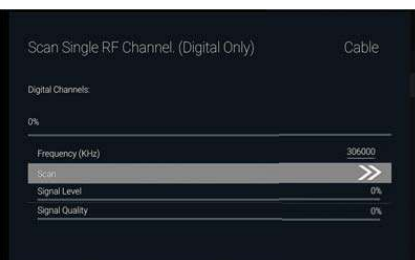 Scan Single RF Channel. (Digital Only) Cable
Digital Channels:
0%
Frequency (KHz) 306000
Scan
Signal Level 0%
Signal Quality 0%